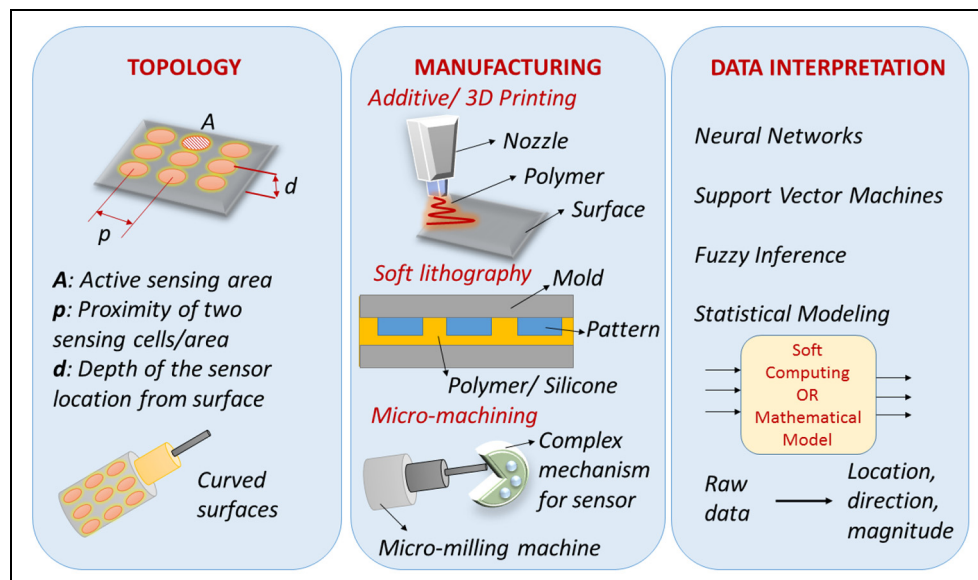 TOPOLOGY
A
d
p
A: Active sensing area
p: Proximity of two
sensing cells/area
d: Depth of the sensor
location from surface
Curved
surfaces
MANUFACTURING
Additive/ 3D Printing
Nozzle
Polymer
Surface
Soft lithography
Mold
Pattern
Polymer/ Silicone
Micro-machining
Complex
mechanism
for sensor
Micro-milling machine
DATA INTERPRETATION
Neural Networks
Support Vector Machines
Fuzzy Inference
Statistical Modeling
Soft
Computing
OR
Mathematical
Model
Raw
data
Location,
direction,
magnitude